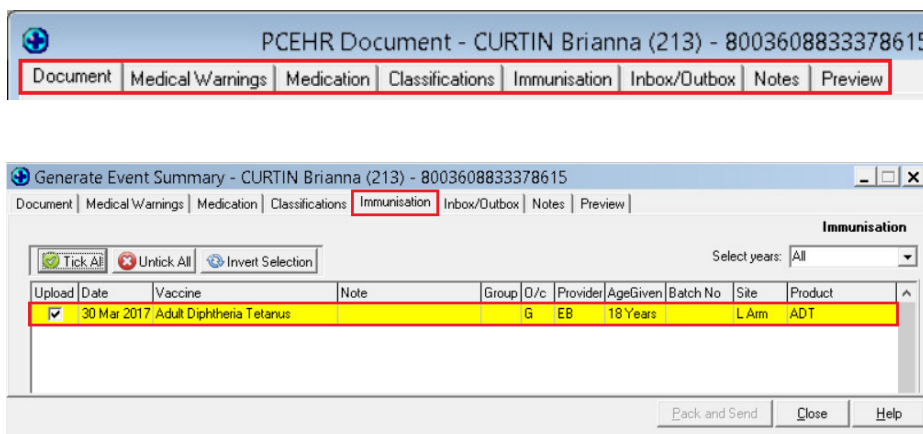 PCEHR Document - CURTIN Brianna (213) - 8003608833378615
Document Medical Warnings Medication Classifications Immunisation Inbox/Outbox Notes Preview
Generate Event Summary - CURTIN Brianna (213) - 8003608833378615
Document Medical Warnings Medication Classifications Immunisation Inbox/Outbox Notes Preview
Immunisation
Tick All Untick All Invert Selection Select years: All
Upload Date Vaccine Note Group O/c Provider AgeGiven Batch No Site Product
30 Mar 2017 Adult Diphtheria Tetanus G EB 18 Years L Arm ADT
Pack and Send Close Help